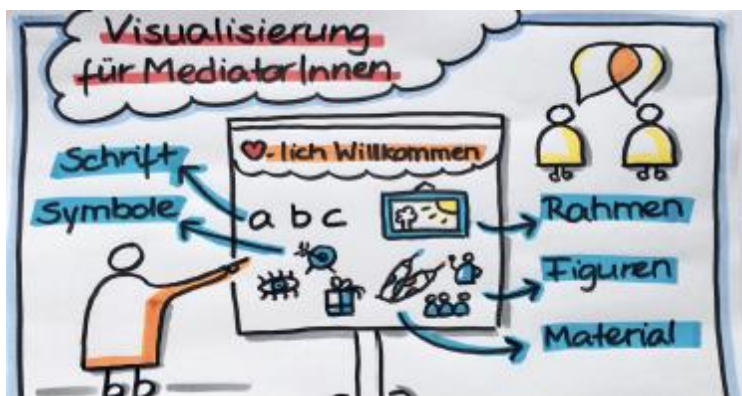 Visualisierung
für MediatorInnen
♥-lich Willkommen
Schrift
Symbole
a b c
Rahmen
Figuren
Material